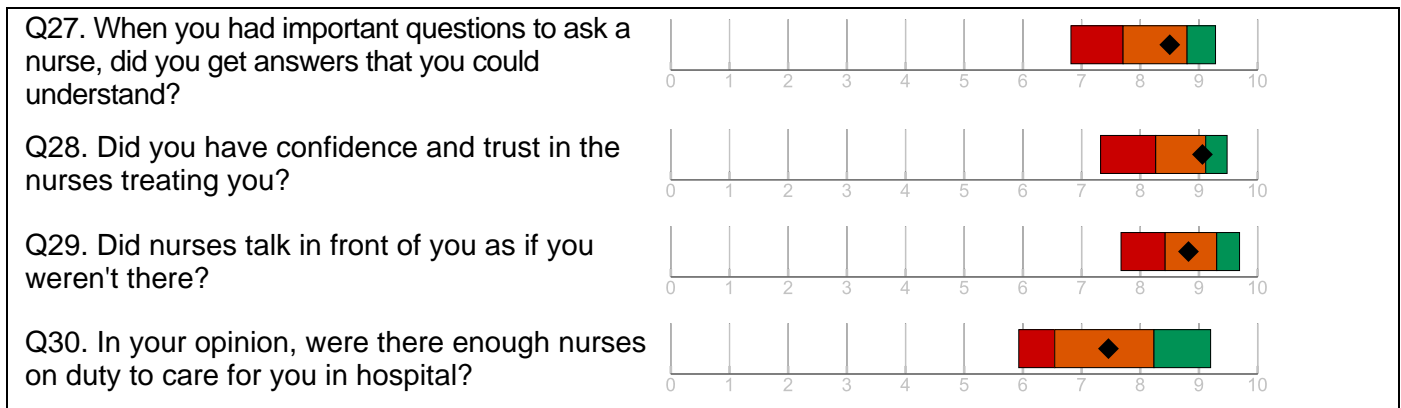 Q27. When you had important questions to ask a
nurse, did you get answers that you could
understand?
0 1 2 3 4 5 6 7 8 9 10
Q28. Did you have confidence and trust in the
nurses treating you?
0 1 2 3 4 5 6 7 8 9 10
Q29. Did nurses talk in front of you as if you
weren't there?
0 1 2 3 4 5 6 7 8 9 10
Q30. In your opinion, were there enough nurses
on duty to care for you in hospital?
0 1 2 3 4 5 6 7 8 9 10